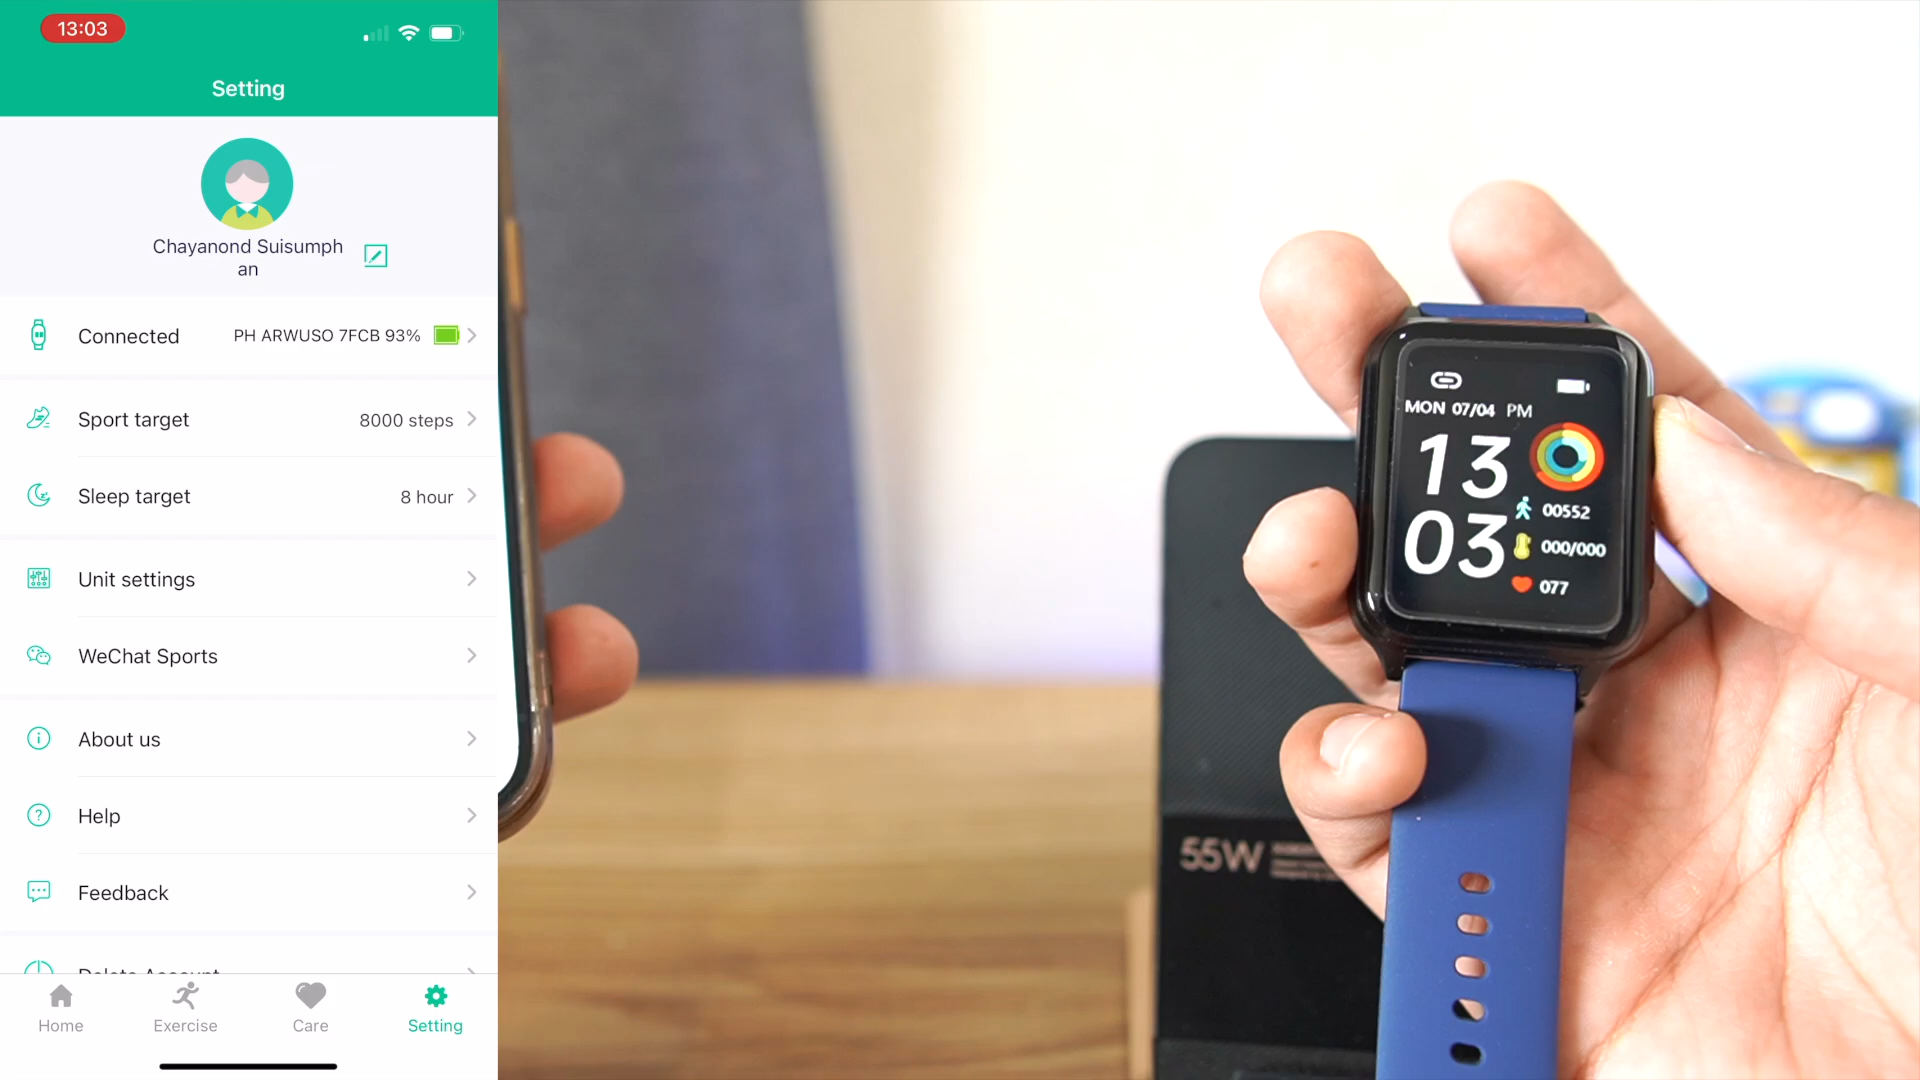 13:03
Setting
Chayanond Suisumph
an
Connected PH ARWUSO 7FCB 93%
Sport target 8000 steps
Sleep target 8 hour
Unit settings
WeChat Sports
About us
Help
Feedback
Delete Account
Home Exercise Care Setting
MON 07/04 PM
13
03
00552
000/000
077
55W